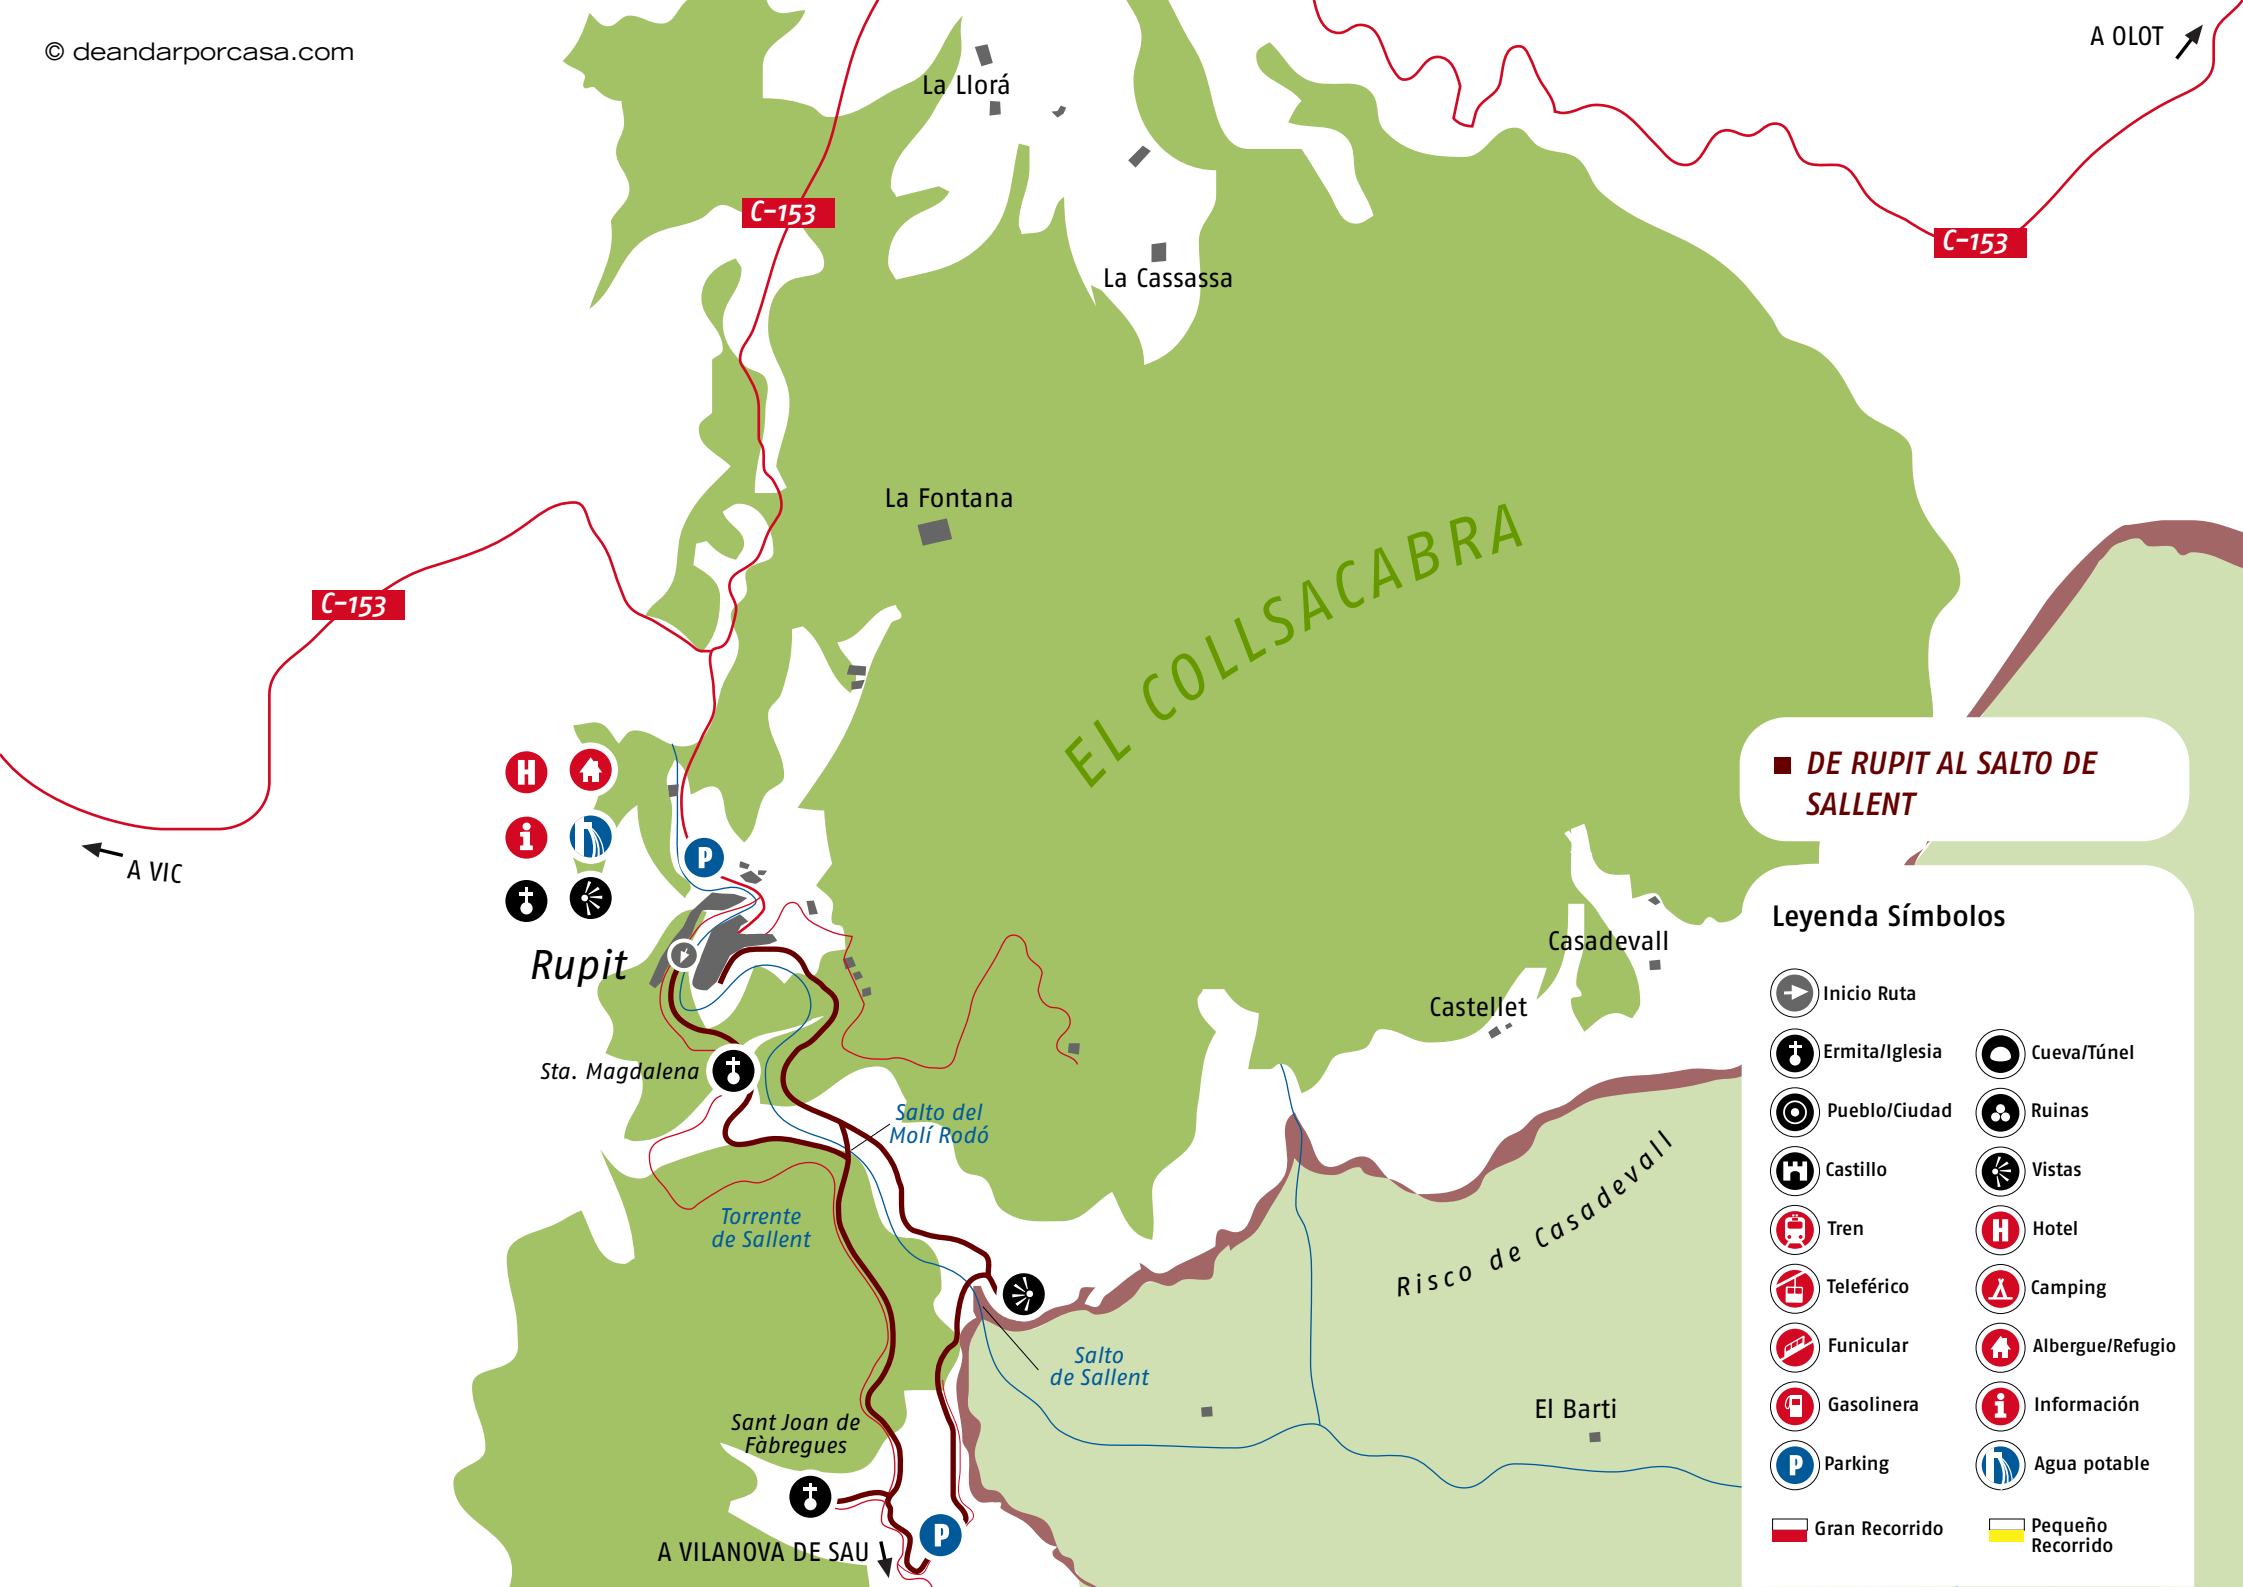 © deandarporcasa.com
A OLOT
La Llorá
C-153
C-153
La Cassassa
La Fontana
EL COLLSACABRA
C-153
A VIC
H
i
P
Rupit
Sta. Magdalena
Salto del
Molí Rodó
Torrente
de Sallent
Casadevall
Castellet
Risco de Casadevall
Salto
de Sallent
El Barti
Sant Joan de
Fàbregues
A VILANOVA DE SAU
P
DE RUPIT AL SALTO DE
SALLENT
Leyenda Símbolos
Inicio Ruta
Ermita/Iglesia
Cueva/Túnel
Pueblo/Ciudad
Ruinas
Castillo
Vistas
Tren
H Hotel
Teleférico
Camping
Funicular
Albergue/Refugio
Gasolinera
i Información
P Parking
Agua potable
Gran Recorrido
Pequeño
Recorrido